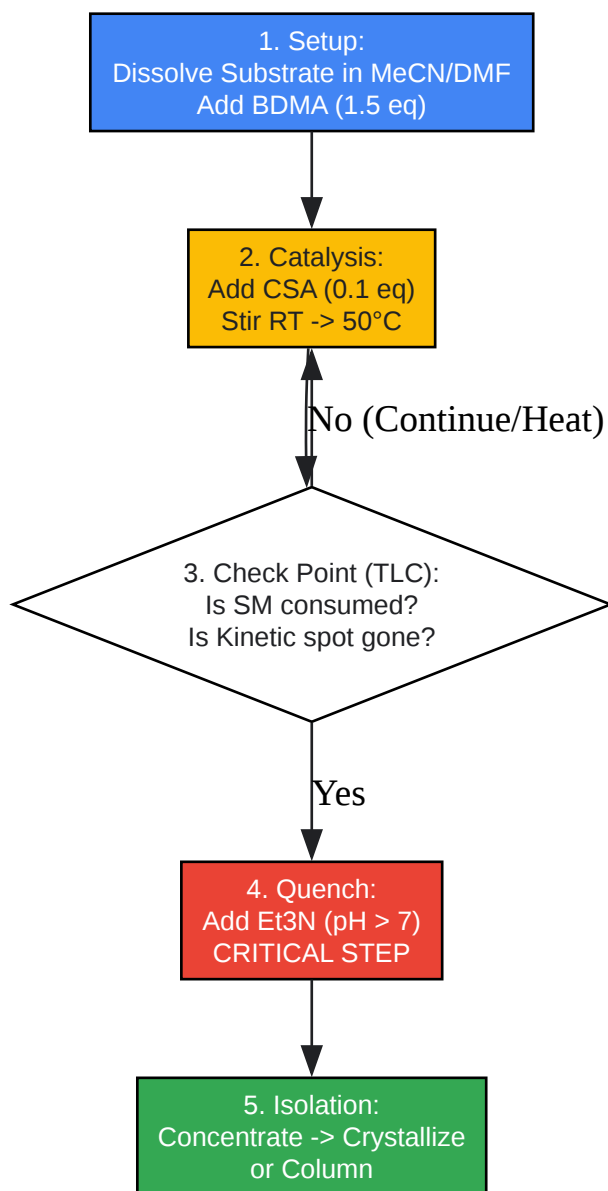 1. Setup:
Dissolve Substrate in MeCN/DMF
Add BDMA (1.5 eq)
2. Catalysis:
Add CSA (0.1 eq)
Stir RT -> 50°C
No (Continue/Heat)
3. Check Point (TLC):
Is SM consumed?
Is Kinetic spot gone?
Yes
4. Quench:
Add Et3N (pH > 7)
CRITICAL STEP
5. Isolation:
Concentrate -> Crystallize
or Column